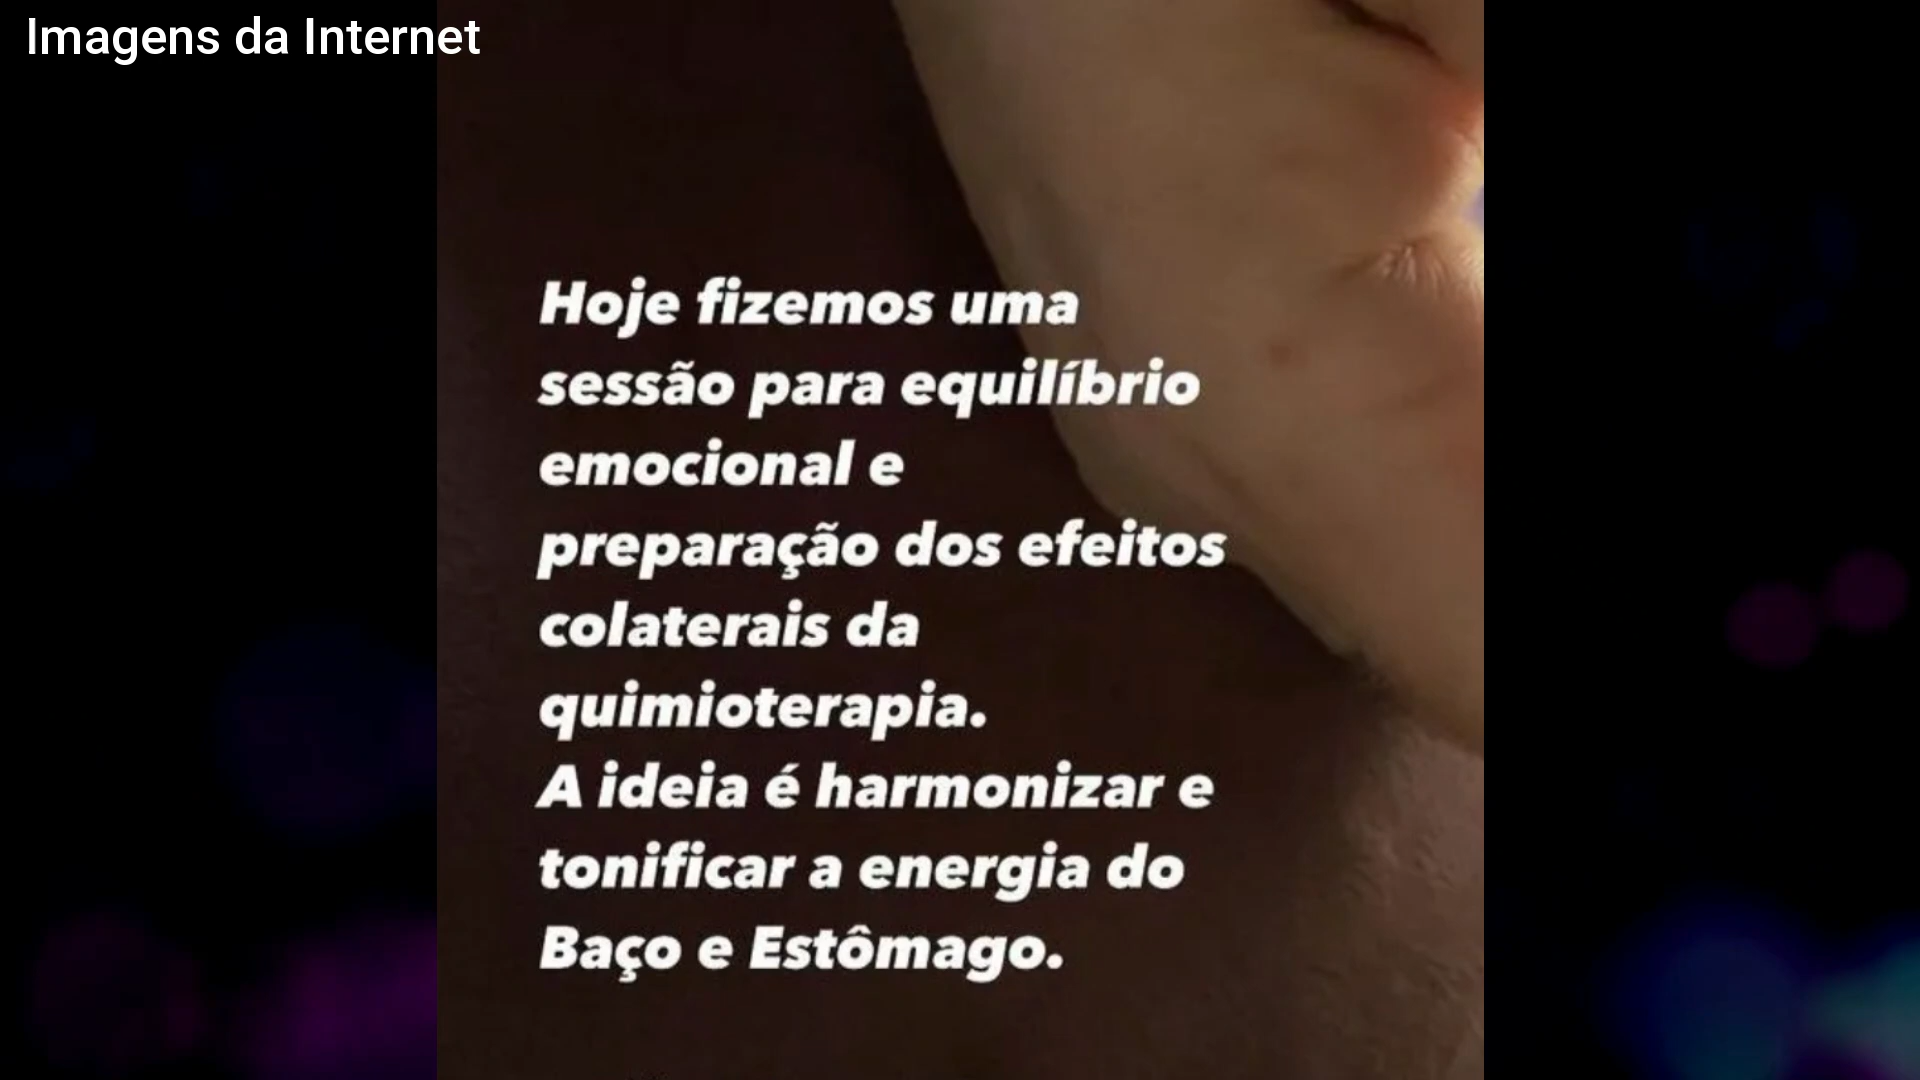 Imagens da Internet
Hoje fizemos uma
sessão para equilíbrio
emocional e
preparação dos efeitos
colaterais da
quimioterapia.
A ideia é harmonizar e
tonificar a energia do
Baço e Estômago.